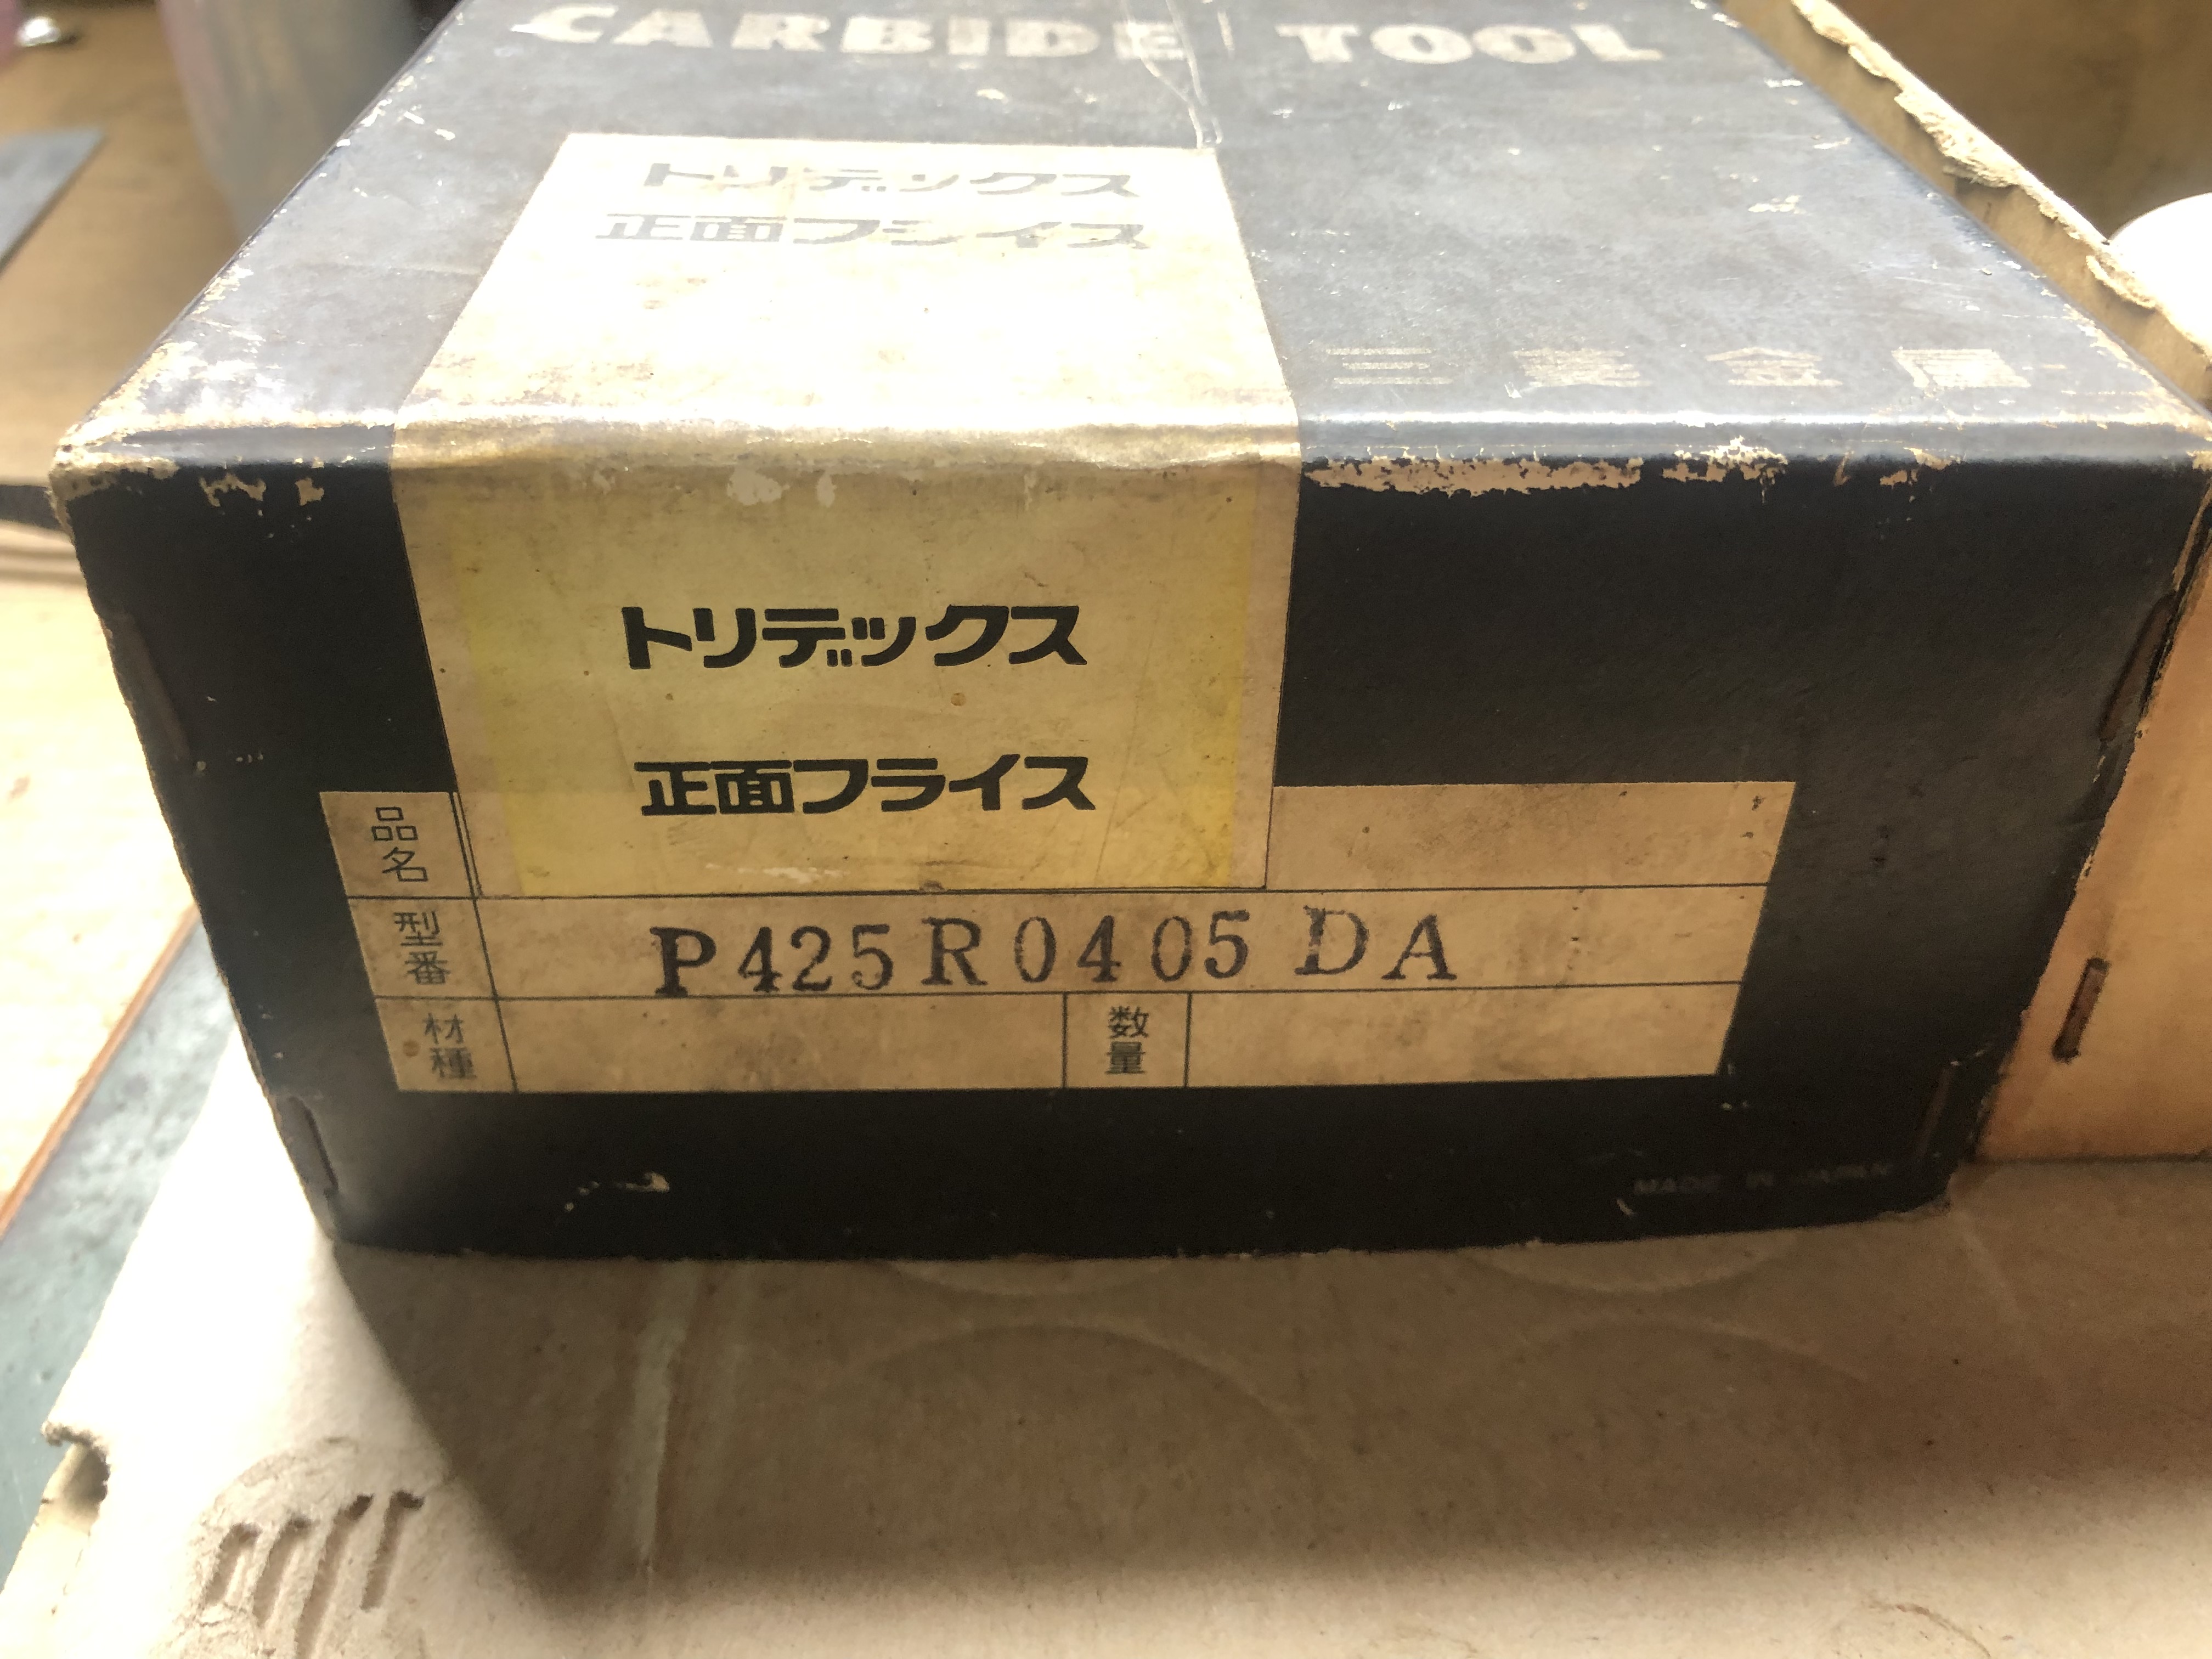 CARBIDE TOOL
トリデックス
正面フライス
三菱金属
トリデックス
正面フライス
品名
型番 P425R0405DA
材種 数量
MADE IN JAPAN